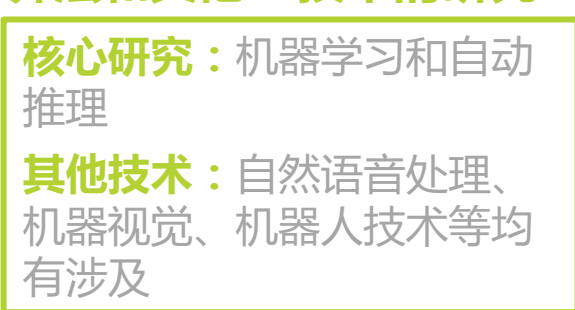 核心研究：机器学习和自动
推理
其他技术：自然语音处理、
机器视觉、机器人技术等均
有涉及